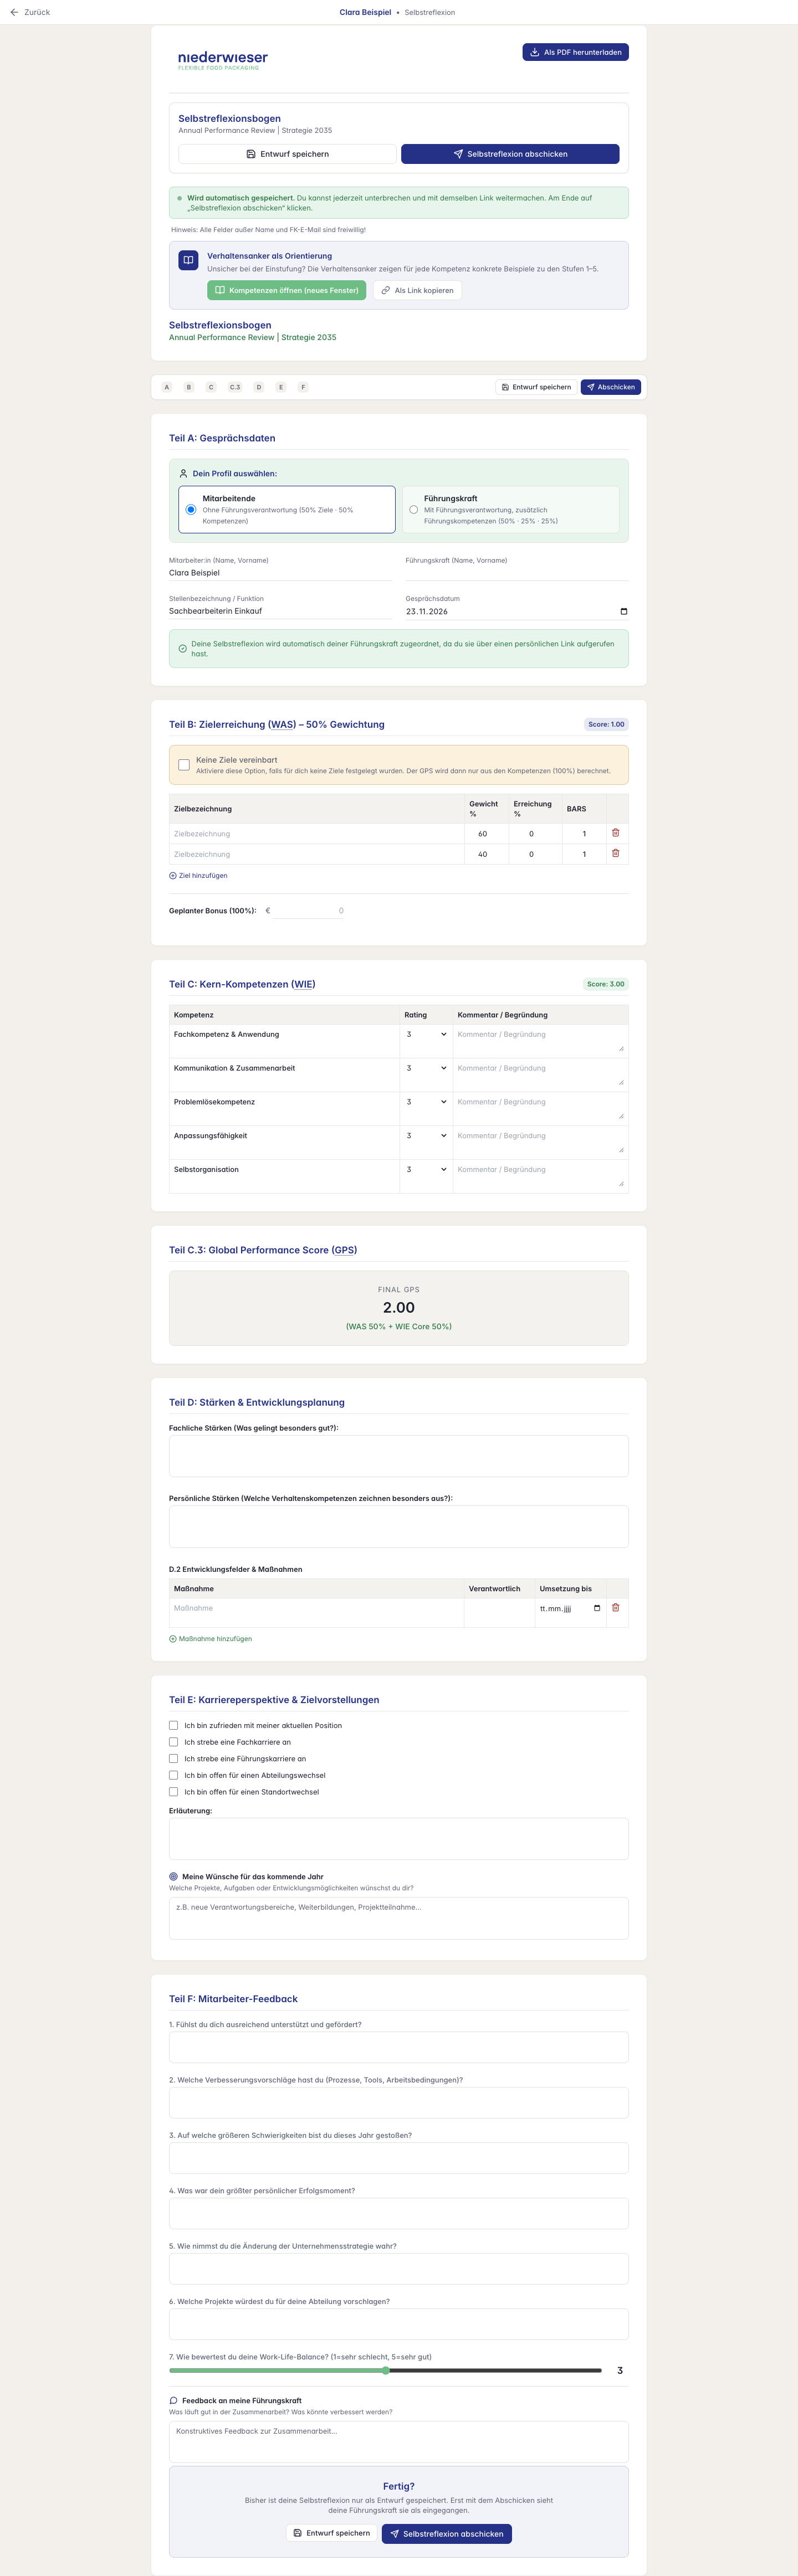 Zurück
Clara Beispiel • Selbstreflexion
niederwieser
FLEXIBLE FOOD PACKAGING
Als PDF herunterladen
Selbstreflexionsbogen
Annual Performance Review | Strategie 2035
Entwurf speichern
Selbstreflexion abschicken
Wird automatisch gespeichert. Du kannst jederzeit unterbrechen und mit demselben Link weitermachen. Am Ende auf
„Selbstreflexion abschicken“ klicken.
Hinweis: Alle Felder außer Name und FK-E-Mail sind freiwillig!
Verhaltensanker als Orientierung
Unsicher bei der Einstufung? Die Verhaltensanker zeigen für jede Kompetenz konkrete Beispiele zu den Stufen 1–5.
Kompetenzen öffnen (neues Fenster)
Als Link kopieren
Selbstreflexionsbogen
Annual Performance Review | Strategie 2035
A B C C.3 D E F
Entwurf speichern
Abschicken
Teil A: Gesprächsdaten
Dein Profil auswählen:
Mitarbeitende
Ohne Führungsverantwortung (50% Ziele · 50%
Kompetenzen)
Führungskraft
Mit Führungsverantwortung, zusätzlich
Führungskompetenzen (50% · 25% · 25%)
Mitarbeiter:in (Name, Vorname)
Clara Beispiel
Führungskraft (Name, Vorname)
Stellenbezeichnung / Funktion
Sachbearbeiterin Einkauf
Gesprächsdatum
23.11.2026
Deine Selbstreflexion wird automatisch deiner Führungskraft zugeordnet, da du sie über einen persönlichen Link aufgerufen
hast.
Teil B: Zielerreichung (WAS) – 50% Gewichtung
Score: 1.00
Keine Ziele vereinbart
Aktiviere diese Option, falls für dich keine Ziele festgelegt wurden. Der GPS wird dann nur aus den Kompetenzen (100%) berechnet.
Zielbezeichnung Gewicht % Erreichung % BARS
Zielbezeichnung 60 0 1
Zielbezeichnung 40 0 1
Ziel hinzufügen
Geplanter Bonus (100%): € 0
Teil C: Kern-Kompetenzen (WIE)
Score: 3.00
Kompetenz Rating Kommentar / Begründung
Fachkompetenz & Anwendung 3 Kommentar / Begründung
Kommunikation & Zusammenarbeit 3 Kommentar / Begründung
Problemlösekompetenz 3 Kommentar / Begründung
Anpassungsfähigkeit 3 Kommentar / Begründung
Selbstorganisation 3 Kommentar / Begründung
Teil C.3: Global Performance Score (GPS)
FINAL GPS
2.00
(WAS 50% + WIE Core 50%)
Teil D: Stärken & Entwicklungsplanung
Fachliche Stärken (Was gelingt besonders gut?):
Persönliche Stärken (Welche Verhaltenskompetenzen zeichnen besonders aus?):
D.2 Entwicklungsfelder & Maßnahmen
Maßnahme Verantwortlich Umsetzung bis
Maßnahme tt.mm.jjjj
Maßnahme hinzufügen
Teil E: Karriereperspektive & Zielvorstellungen
Ich bin zufrieden mit meiner aktuellen Position
Ich strebe eine Fachkarriere an
Ich strebe eine Führungskarriere an
Ich bin offen für einen Abteilungswechsel
Ich bin offen für einen Standortwechsel
Erläuterung:
Meine Wünsche für das kommende Jahr
Welche Projekte, Aufgaben oder Entwicklungsmöglichkeiten wünschst du dir?
z.B. neue Verantwortungsbereiche, Weiterbildungen, Projektteilnahme...
Teil F: Mitarbeiter-Feedback
1. Fühlst du dich ausreichend unterstützt und gefördert?
2. Welche Verbesserungsvorschläge hast du (Prozesse, Tools, Arbeitsbedingungen)?
3. Auf welche größeren Schwierigkeiten bist du dieses Jahr gestoßen?
4. Was war dein größter persönlicher Erfolgsmoment?
5. Wie nimmst du die Änderung der Unternehmensstrategie wahr?
6. Welche Projekte würdest du für deine Abteilung vorschlagen?
7. Wie bewertest du deine Work-Life-Balance? (1=sehr schlecht, 5=sehr gut)
3
Feedback an meine Führungskraft
Was läuft gut in der Zusammenarbeit? Was könnte verbessert werden?
Konstruktives Feedback zur Zusammenarbeit...
Fertig?
Bisher ist deine Selbstreflexion nur als Entwurf gespeichert. Erst mit dem Abschicken sieht
deine Führungskraft sie als eingegangen.
Entwurf speichern
Selbstreflexion abschicken